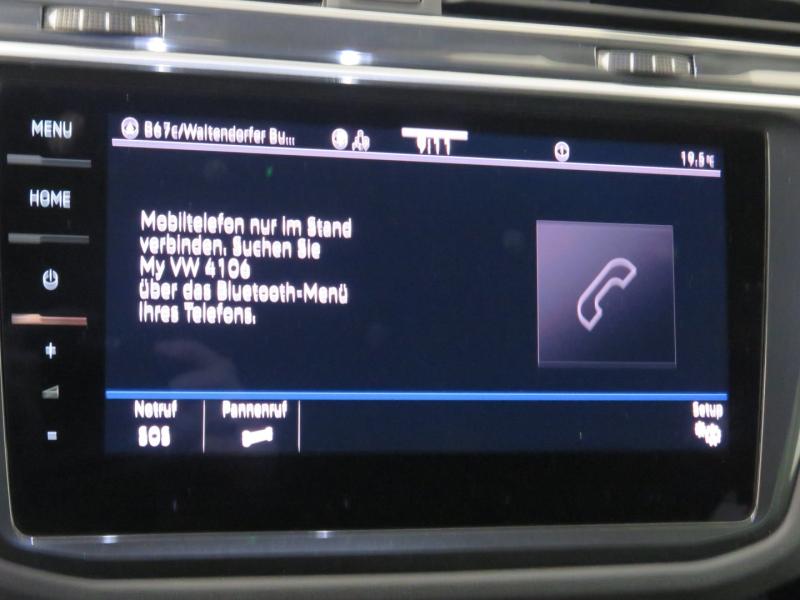 MENU
HOME
B67c/Waltendorfer Bu...
19.5 °C
Mobiltelefon nur im Stand
verbinden. Suchen Sie
My VW 4106
über das Bluetooth-Menü
Ihres Telefons.
Notruf
SOS
Pannenruf
Setup